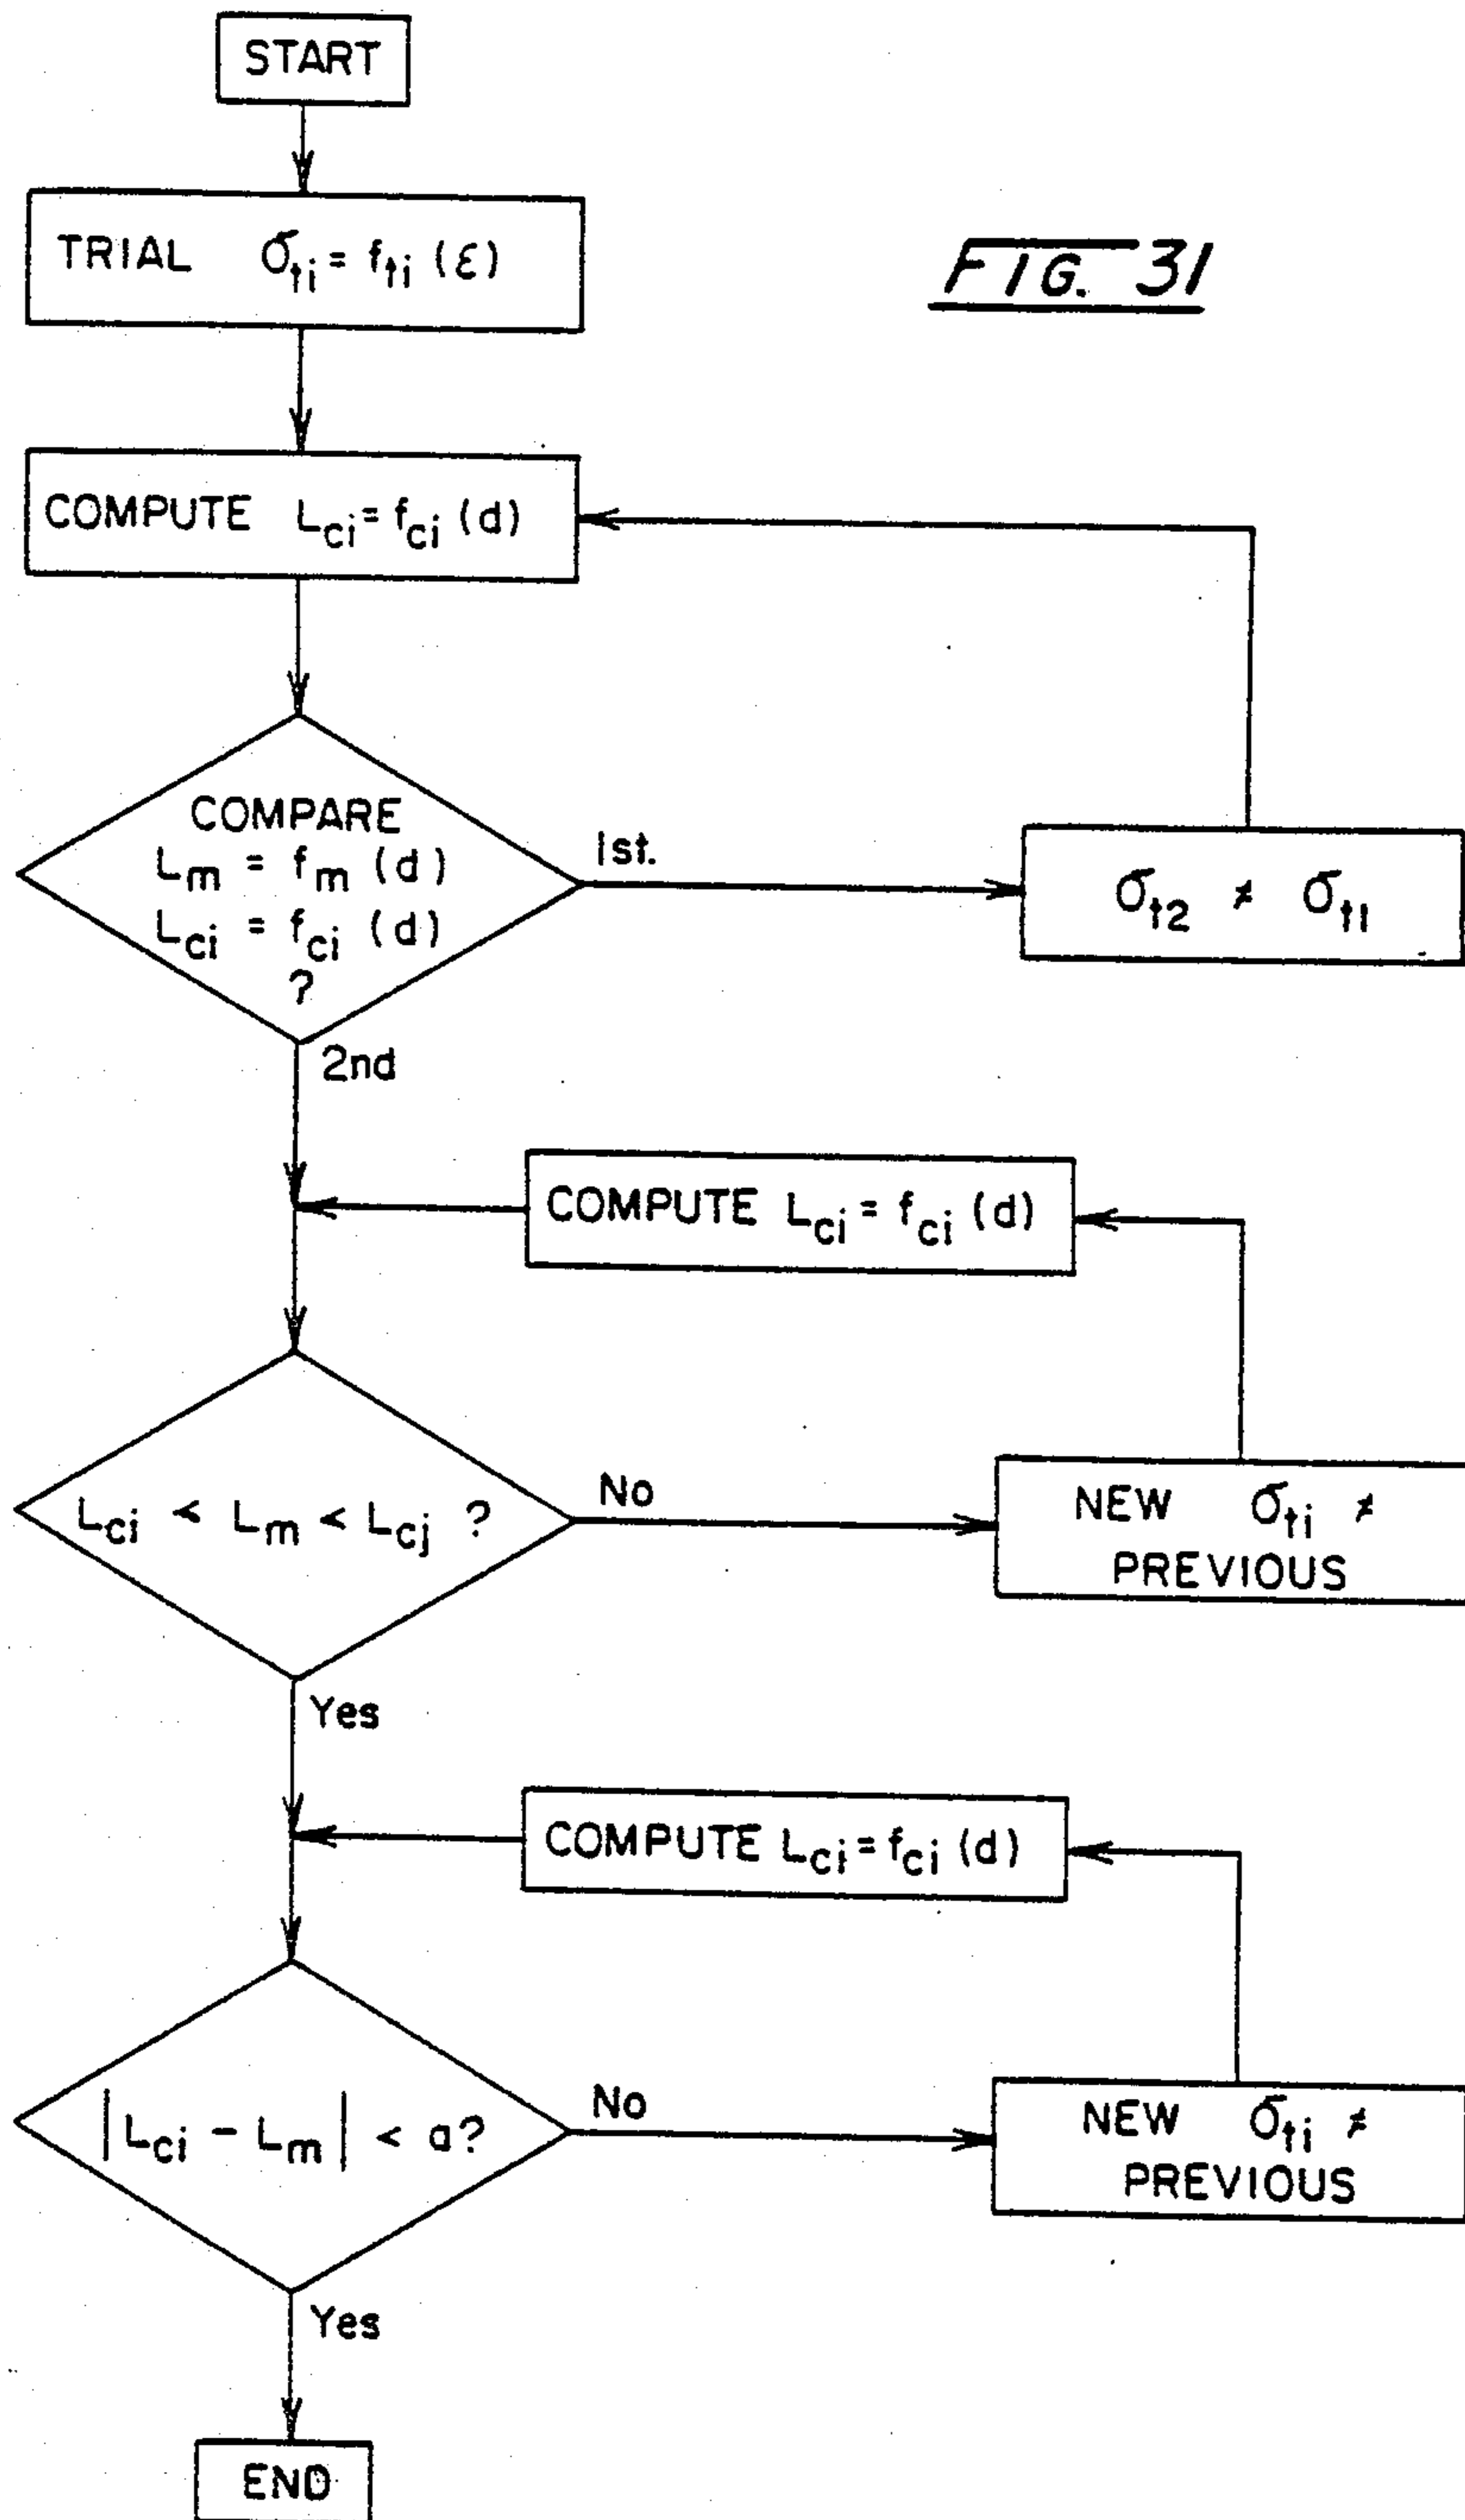 START
TRIAL σti = fti (ε)
FIG. 31
COMPUTE Lci = fci (d)
COMPARE
Lm = fm (d)
Lci = fci (d)
?
1st.
σt2 ≠ σt1
2nd
COMPUTE Lci = fci (d)
Lci < Lm < Lcj ?
No
NEW σti ≠
PREVIOUS
Yes
COMPUTE Lci = fci (d)
|Lci - Lm| < a?
No
NEW σti ≠
PREVIOUS
Yes
END